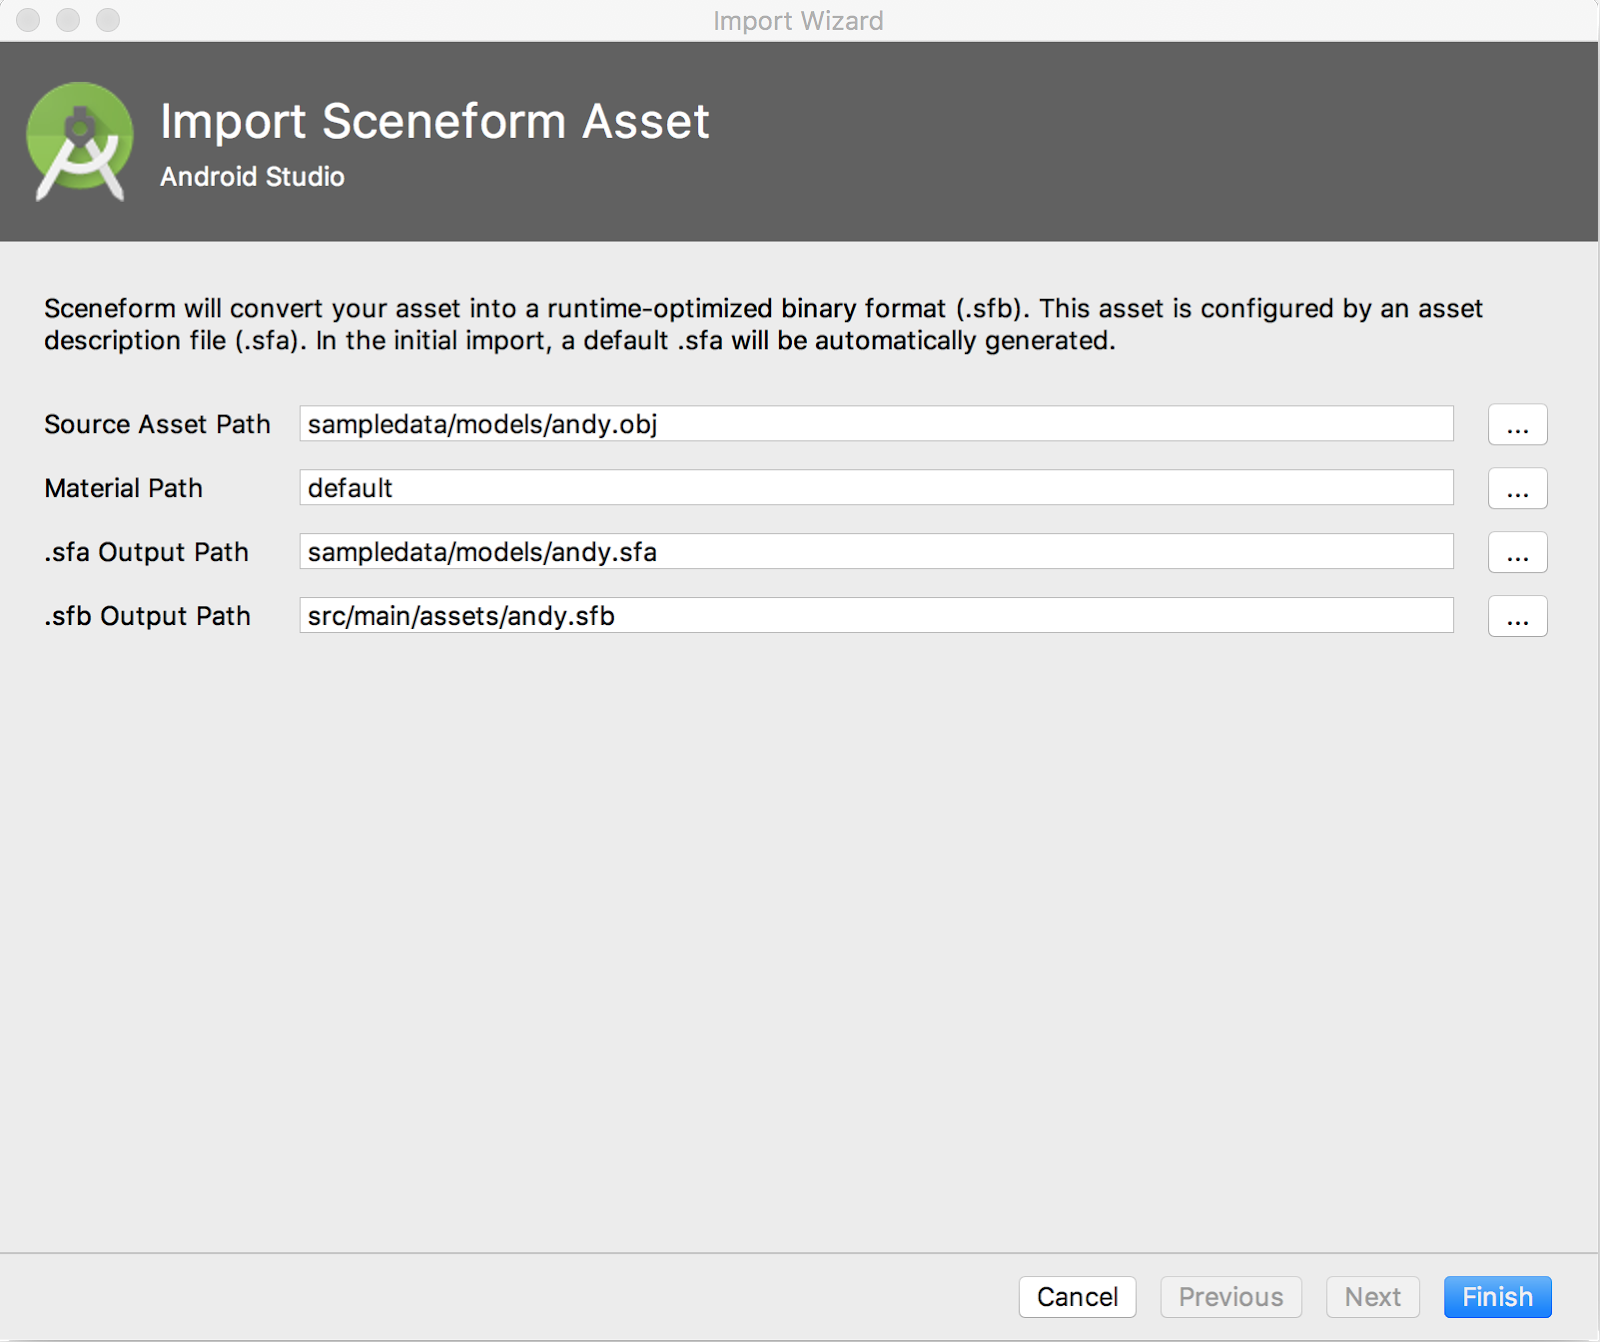 Import Wizard
Import Sceneform Asset
Android Studio
Sceneform will convert your asset into a runtime-optimized binary format (.sfb). This asset is configured by an asset
description file (.sfa). In the initial import, a default .sfa will be automatically generated.
Source Asset Path sampledata/models/andy.obj ...
Material Path default ...
.sfa Output Path sampledata/models/andy.sfa ...
.sfb Output Path src/main/assets/andy.sfb ...
Cancel Previous Next Finish